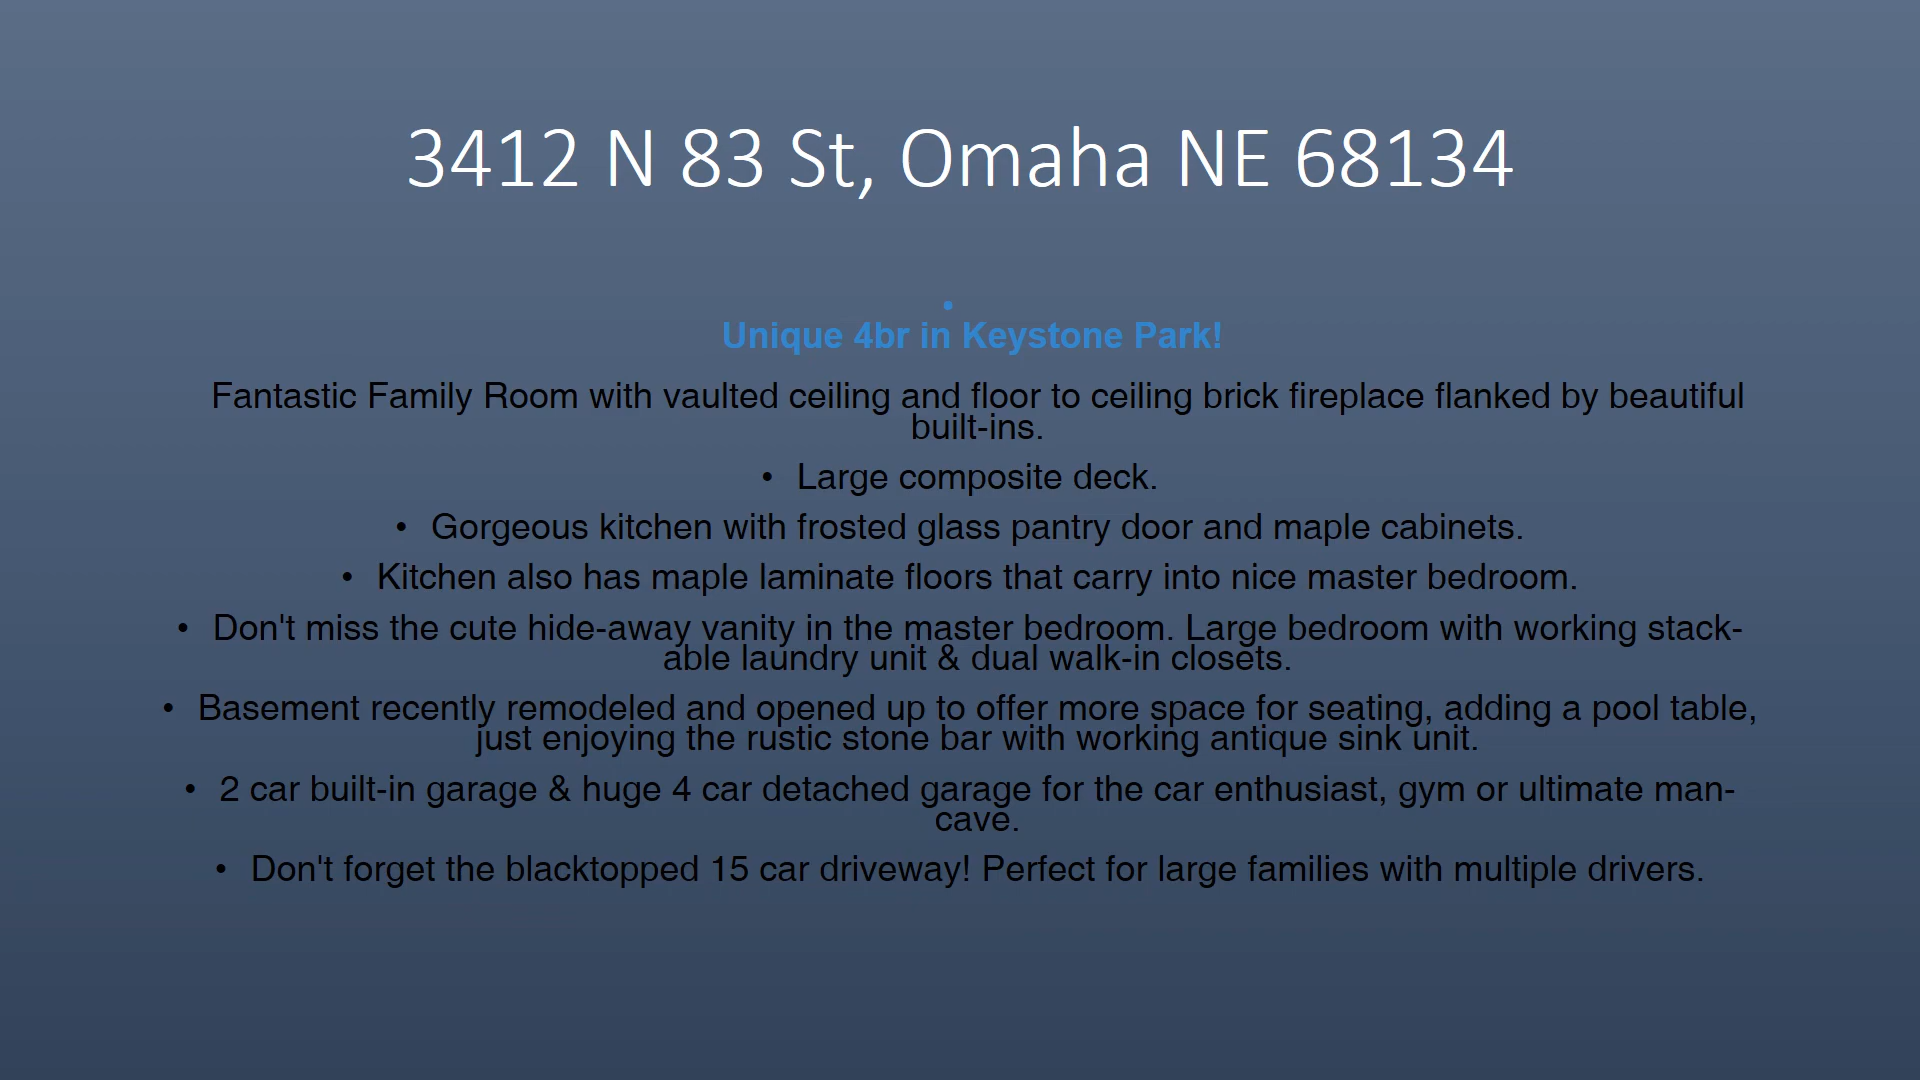 3412 N 83 St, Omaha NE 68134
•
Unique 4br in Keystone Park!
Fantastic Family Room with vaulted ceiling and floor to ceiling brick fireplace flanked by beautiful
built-ins.
• Large composite deck.
• Gorgeous kitchen with frosted glass pantry door and maple cabinets.
• Kitchen also has maple laminate floors that carry into nice master bedroom.
• Don't miss the cute hide-away vanity in the master bedroom. Large bedroom with working stack-
able laundry unit & dual walk-in closets.
• Basement recently remodeled and opened up to offer more space for seating, adding a pool table,
just enjoying the rustic stone bar with working antique sink unit.
• 2 car built-in garage & huge 4 car detached garage for the car enthusiast, gym or ultimate man-
cave.
• Don't forget the blacktopped 15 car driveway! Perfect for large families with multiple drivers.